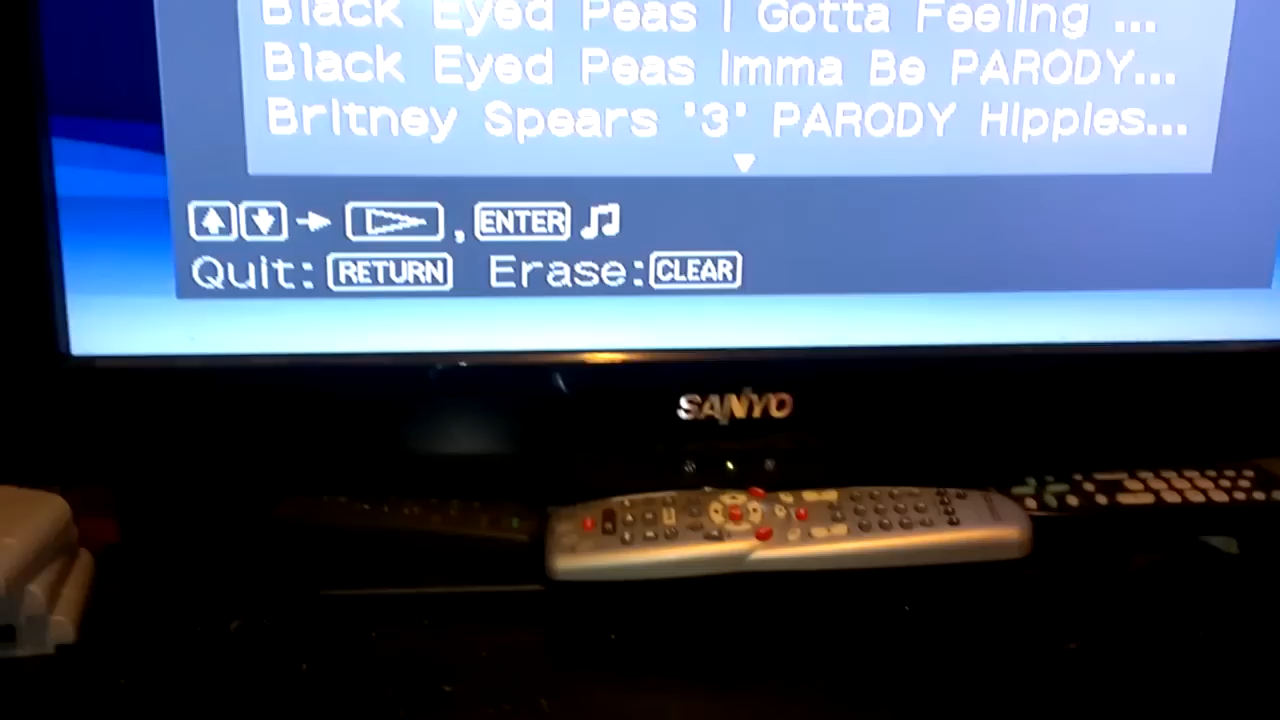 Black Eyed Peas I Gotta Feeling ...
Black Eyed Peas Imma Be PARODY...
Britney Spears '3' PARODY Hippies...
, ENTER
Quit: RETURN Erase: CLEAR
SANYO